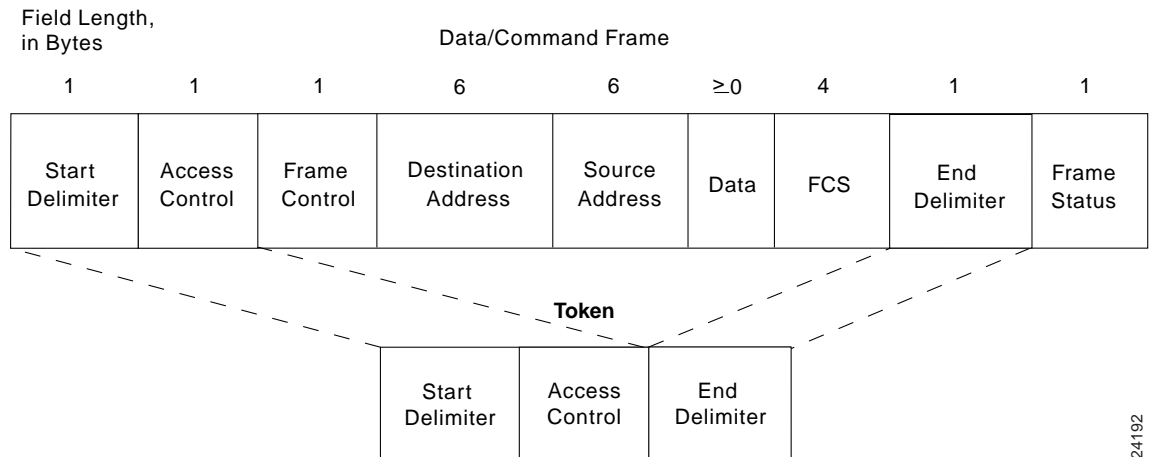 Field Length,
in Bytes
Data/Command Frame
1 1 1 6 6 ≥0 4 1 1
Start Delimiter
Access Control
Frame Control
Destination Address
Source Address
Data
FCS
End Delimiter
Frame Status
Token
Start Delimiter
Access Control
End Delimiter
24192